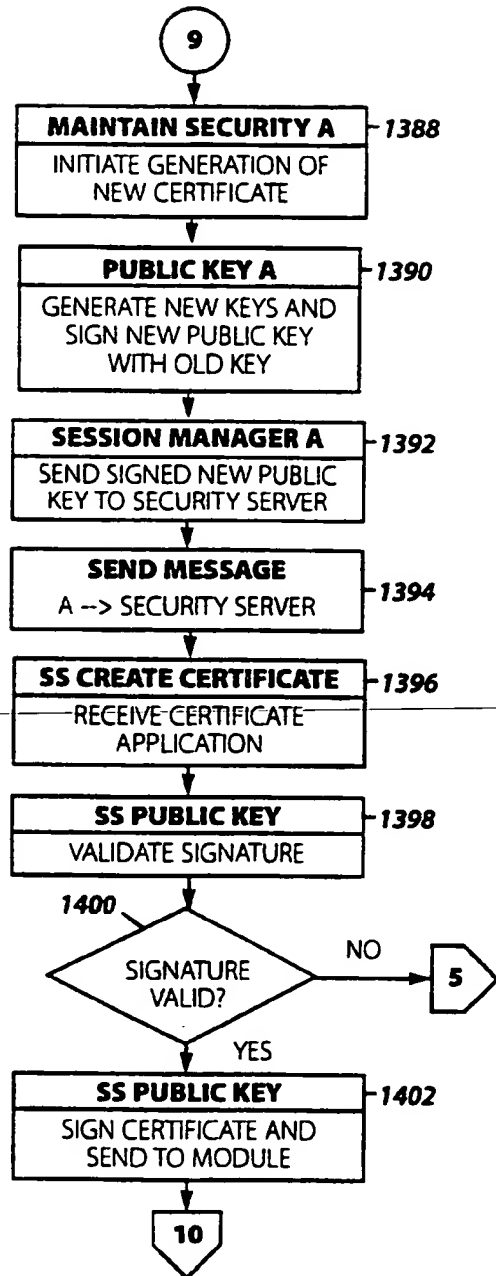 9
MAINTAIN SECURITY A
1388
INITIATE GENERATION OF
NEW CERTIFICATE
PUBLIC KEY A
1390
GENERATE NEW KEYS AND
SIGN NEW PUBLIC KEY
WITH OLD KEY
SESSION MANAGER A
1392
SEND SIGNED NEW PUBLIC
KEY TO SECURITY SERVER
SEND MESSAGE
A --> SECURITY SERVER
1394
SS CREATE CERTIFICATE
1396
RECEIVE CERTIFICATE
APPLICATION
SS PUBLIC KEY
1398
VALIDATE SIGNATURE
1400
SIGNATURE
VALID?
NO
5
YES
SS PUBLIC KEY
1402
SIGN CERTIFICATE AND
SEND TO MODULE
10